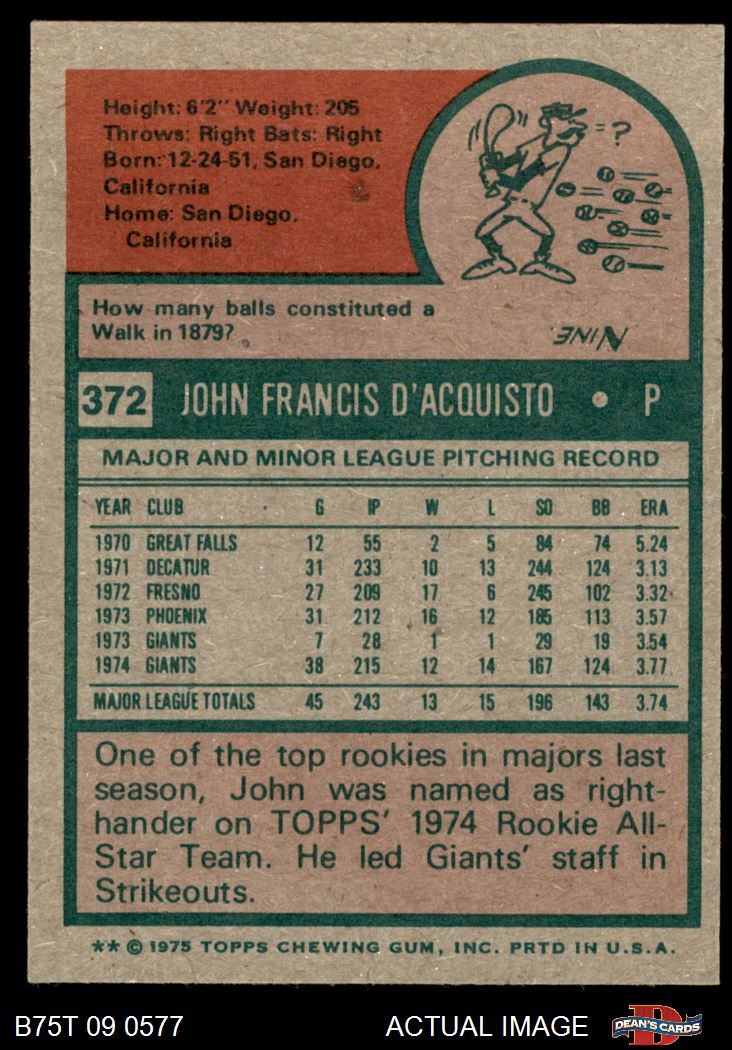 Height: 6'2" Weight: 205
Throws: Right Bats: Right
Born: 12-24-51, San Diego,
California
Home: San Diego,
California
= ?
How many balls constituted a
Walk in 1879?
NINE
372 JOHN FRANCIS D'ACQUISTO • P
MAJOR AND MINOR LEAGUE PITCHING RECORD
YEAR CLUB G IP W L SO BB ERA
1970 GREAT FALLS 12 55 2 5 84 74 5.24
1971 DECATUR 31 233 10 13 244 124 3.13
1972 FRESNO 27 209 17 6 245 102 3.32
1973 PHOENIX 31 212 16 12 185 113 3.57
1973 GIANTS 7 28 1 1 29 19 3.54
1974 GIANTS 38 215 12 14 167 124 3.77
MAJOR LEAGUE TOTALS 45 243 13 15 196 143 3.74
One of the top rookies in majors last
season, John was named as right-
hander on TOPPS' 1974 Rookie All-
Star Team. He led Giants' staff in
Strikeouts.
** © 1975 TOPPS CHEWING GUM, INC. PRTD IN U.S.A.
B75T 09 0577 ACTUAL IMAGE D DEAN'S CARDS